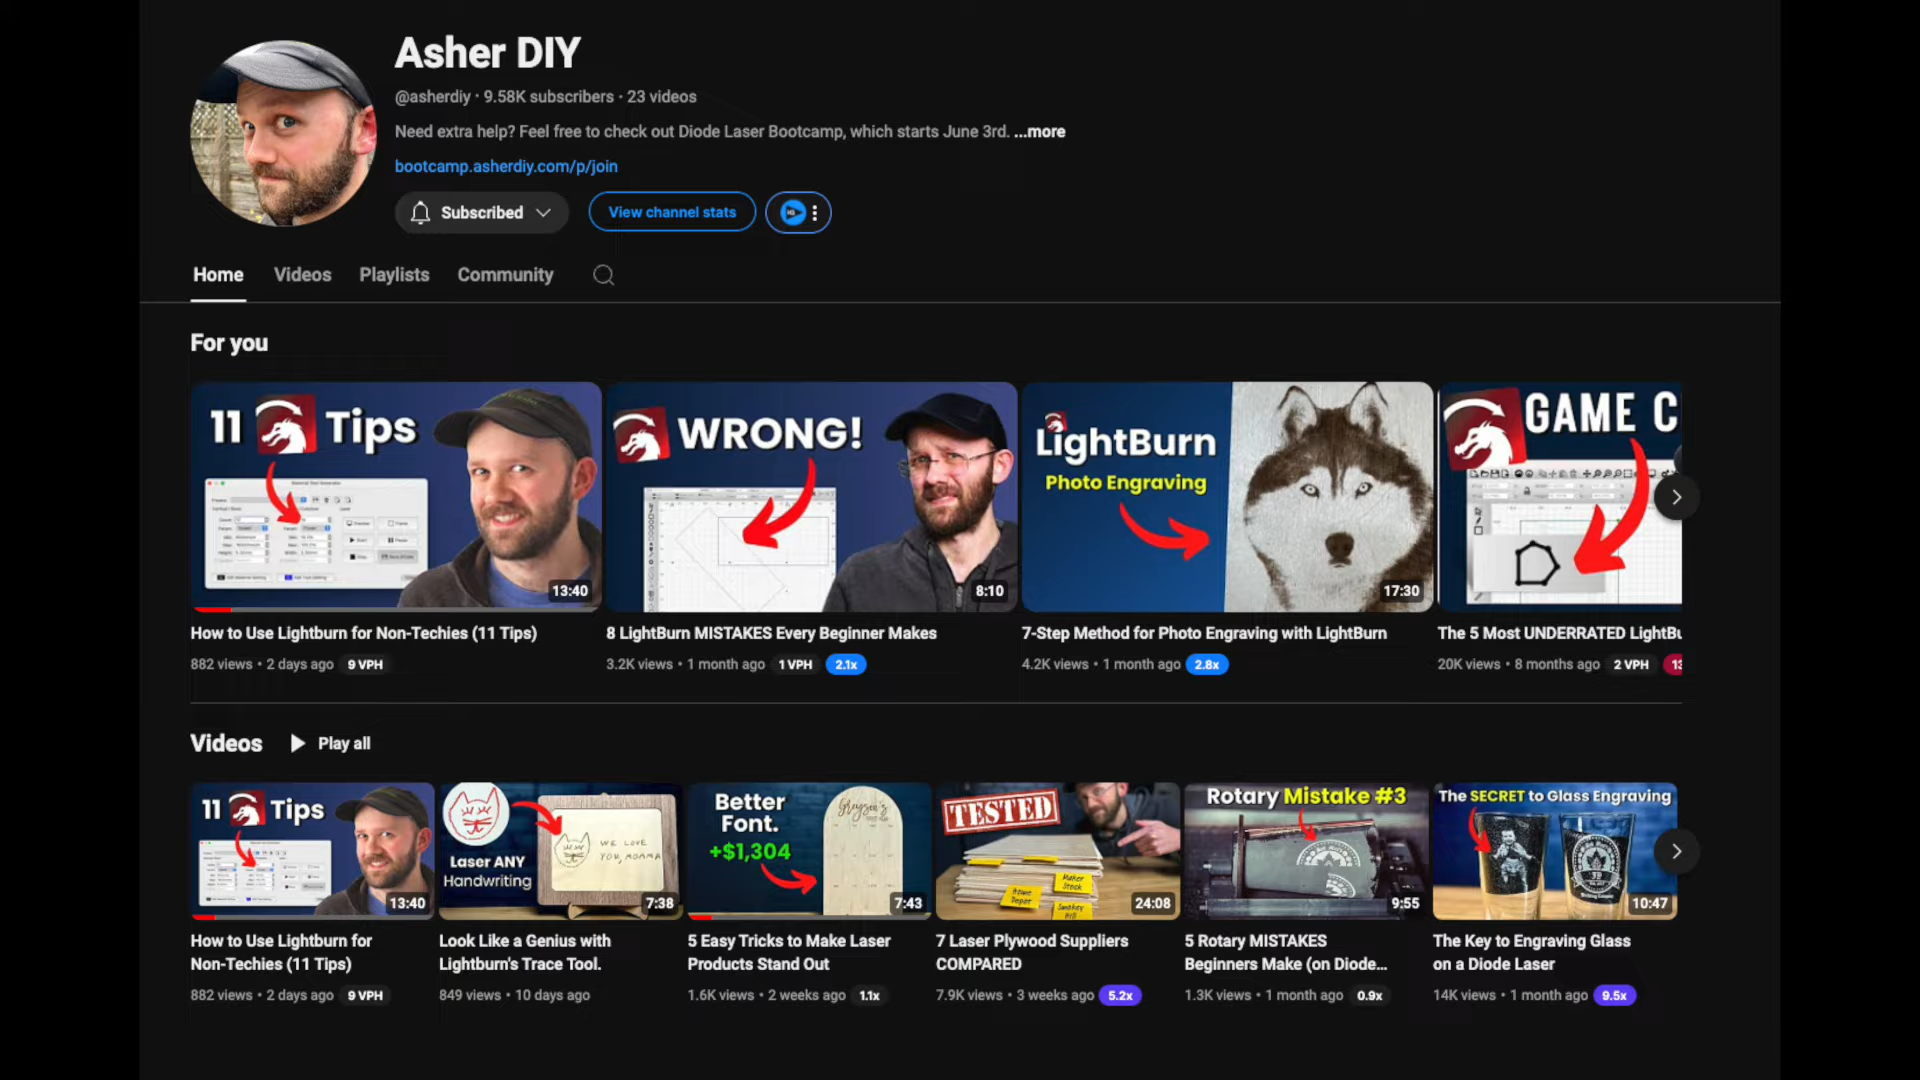 Asher DIY
@asherdiy · 9.58K subscribers · 23 videos
Need extra help? Feel free to check out Diode Laser Bootcamp, which starts June 3rd. ...more
bootcamp.asherdiy.com/p/join
Subscribed
View channel stats
Home Videos Playlists Community
For you
11 Tips
13:40
WRONG!
8:10
LightBurn
Photo Engraving
17:30
GAME C
How to Use Lightburn for Non-Techies (11 Tips)
882 views • 2 days ago 9 VPH
8 LightBurn MISTAKES Every Beginner Makes
3.2K views • 1 month ago 1 VPH 2.1x
7-Step Method for Photo Engraving with LightBurn
4.2K views • 1 month ago 2.8x
The 5 Most UNDERRATED LightBu
20K views • 8 months ago 2 VPH 13
Videos Play all
11 Tips
13:40
Laser ANY
Handwriting
WE LOVE
YOU, MOMMA
7:38
Better
Font.
+$1,304
7:43
TESTED
Home
Depot
Maker
Stock
Smokey
Hill
24:08
Rotary Mistake #3
9:55
The SECRET to Glass Engraving
10:47
How to Use Lightburn for
Non-Techies (11 Tips)
882 views • 2 days ago 9 VPH
Look Like a Genius with
Lightburn's Trace Tool.
849 views • 10 days ago
5 Easy Tricks to Make Laser
Products Stand Out
1.6K views • 2 weeks ago 1.1x
7 Laser Plywood Suppliers
COMPARED
7.9K views • 3 weeks ago 5.2x
5 Rotary MISTAKES
Beginners Make (on Diode...
1.3K views • 1 month ago 0.9x
The Key to Engraving Glass
on a Diode Laser
14K views • 1 month ago 9.5x